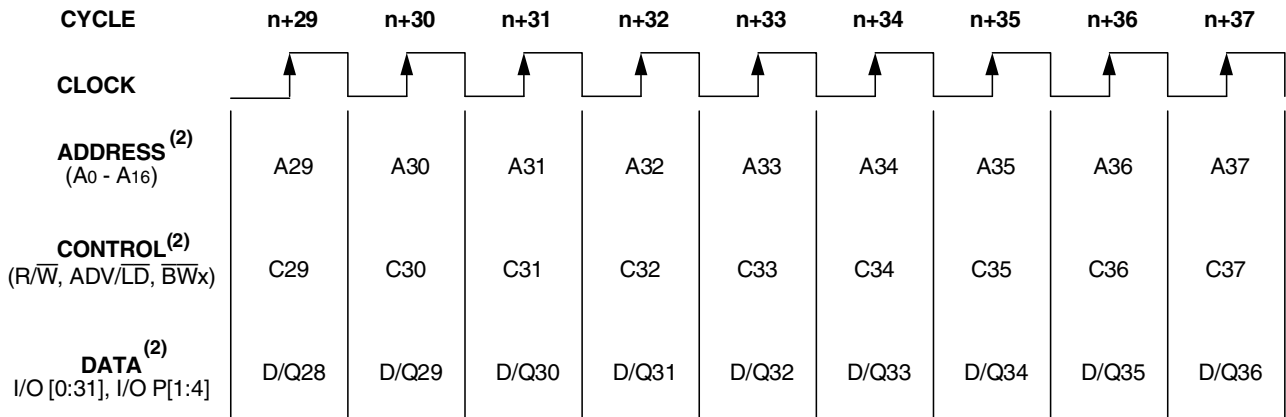 CYCLE n+29 n+30 n+31 n+32 n+33 n+34 n+35 n+36 n+37
CLOCK
ADDRESS (2)
(A0 - A16) A29 A30 A31 A32 A33 A34 A35 A36 A37
CONTROL (2)
(R/W̅, ADV/L̅D̅, B̅W̅x) C29 C30 C31 C32 C33 C34 C35 C36 C37
DATA (2)
I/O [0:31], I/O P[1:4] D/Q28 D/Q29 D/Q30 D/Q31 D/Q32 D/Q33 D/Q34 D/Q35 D/Q36